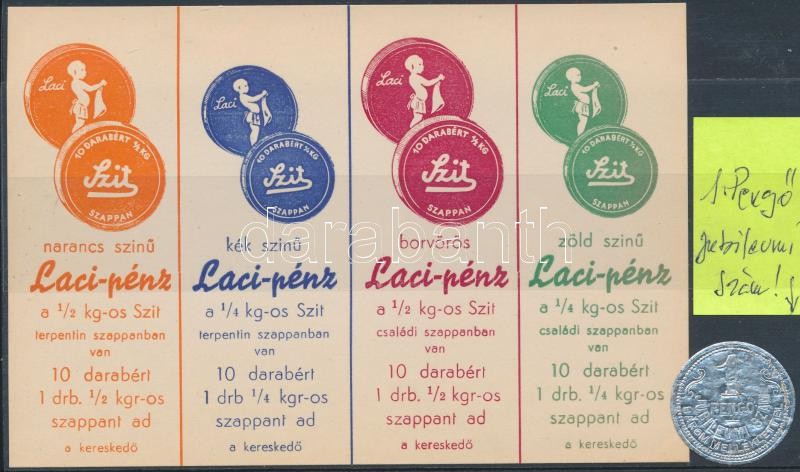 Laci
10 DARABÉRT ½ KG
Szit
SZAPPAN
narancs szinű
Laci-pénz
a 1/2 kg-os Szit
terpentin szappanban
van
10 darabért
1 drb. 1/2 kgr-os
szappant ad
a kereskedő
Laci
10 DARABÉRT ¼ KG
Szit
SZAPPAN
kék szinű
Laci-pénz
a 1/4 kg-os Szit
terpentin szappanban
van
10 darabért
1 drb. 1/4 kgr-os
szappant ad
a kereskedő
Laci
10 DARABÉRT ½ KG
Szit
SZAPPAN
borvörös
Laci-pénz
a 1/2 kg-os Szit
családi szappanban
van
10 darabért
1 drb. 1/2 kgr-os
szappant ad
a kereskedő
Laci
10 DARABÉRT ¼ KG
Szit
SZAPPAN
zöld szinű
Laci-pénz
a 1/4 kg-os Szit
családi szappanban
van
10 darabért
1 drb. 1/4 kgr-os
szappant ad
a kereskedő
1. Pengő
jubileumi
szám!
1
PENGŐ
darabanth